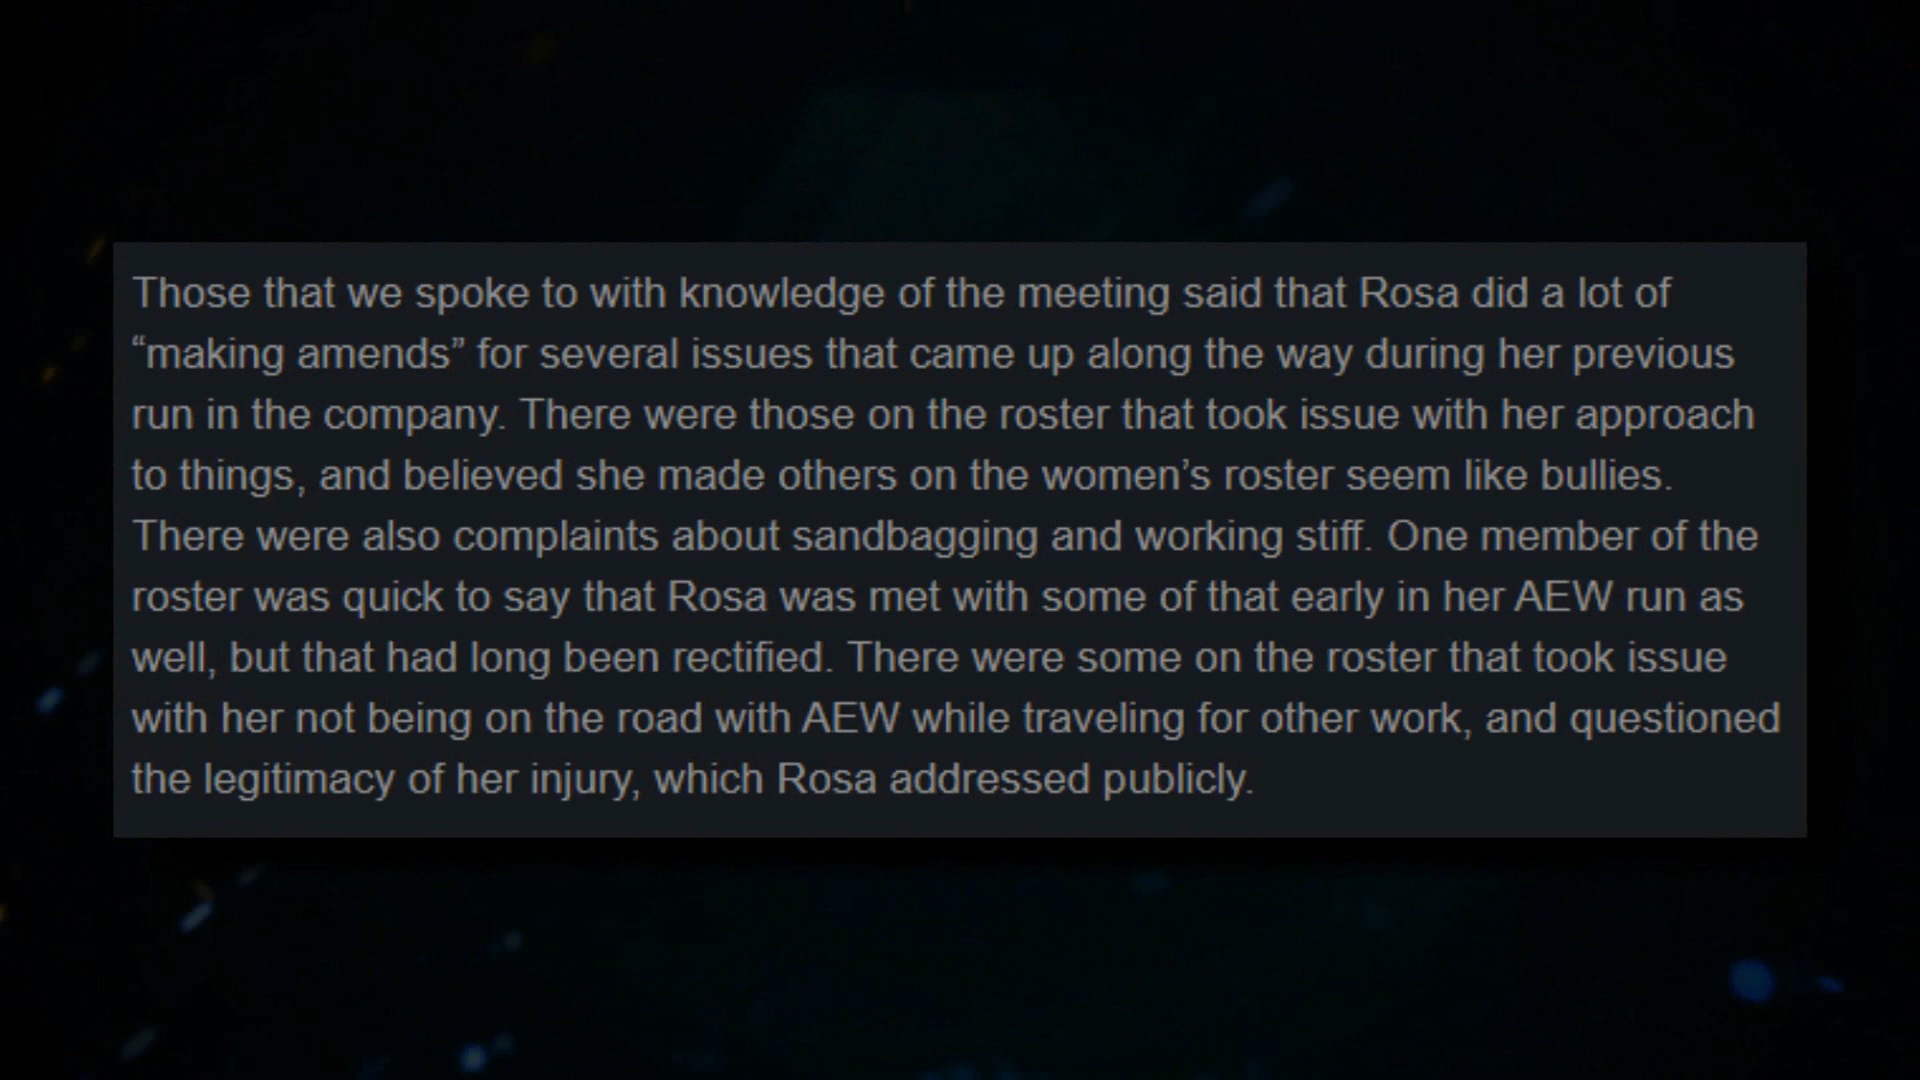 Those that we spoke to with knowledge of the meeting said that Rosa did a lot of
“making amends” for several issues that came up along the way during her previous
run in the company. There were those on the roster that took issue with her approach
to things, and believed she made others on the women’s roster seem like bullies.
There were also complaints about sandbagging and working stiff. One member of the
roster was quick to say that Rosa was met with some of that early in her AEW run as
well, but that had long been rectified. There were some on the roster that took issue
with her not being on the road with AEW while traveling for other work, and questioned
the legitimacy of her injury, which Rosa addressed publicly.